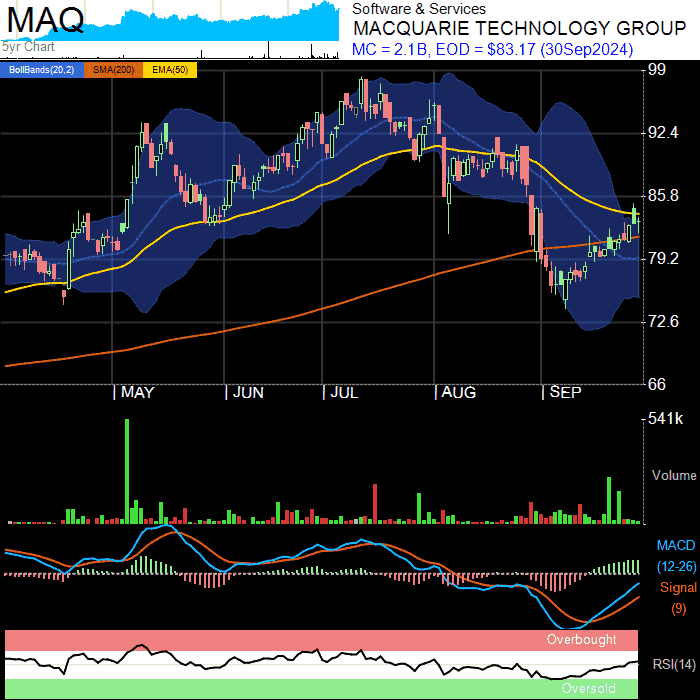 MAQ
5yr Chart
Software & Services
MACQUARIE TECHNOLOGY GROUP
MC = 2.1B, EOD = $83.17 (30Sep2024)
BollBands(20,2) SMA(200) EMA(50)
99
92.4
85.8
79.2
72.6
66
MAY JUN JUL AUG SEP
541k
Volume
MACD
(12-26)
Signal
(9)
Overbought
RSI(14)
Oversold